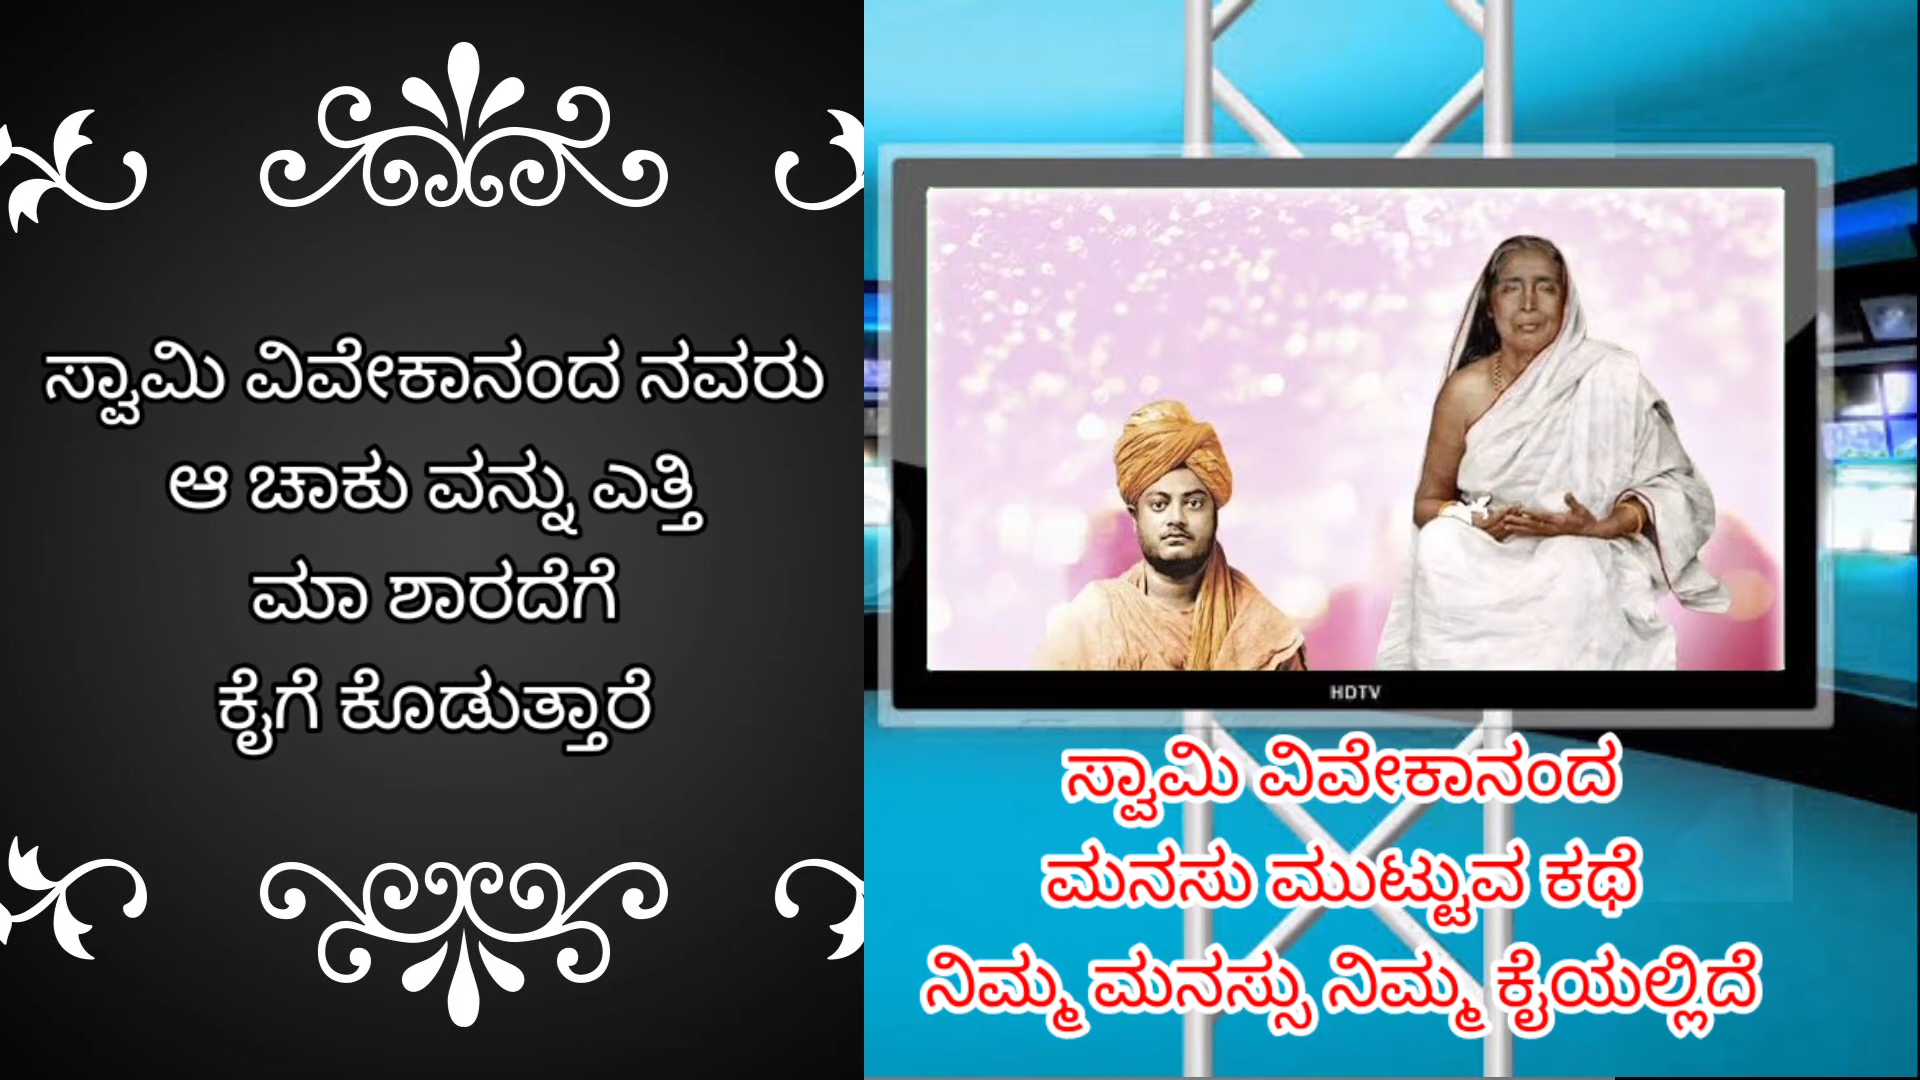 ಸ್ವಾಮಿ ವಿವೇಕಾನಂದ ನವರು
ಆ ಚಾಕು ವನ್ನು ಎತ್ತಿ
ಮಾ ಶಾರದೆಗೆ
ಕೈಗೆ ಕೊಡುತ್ತಾರೆ
HDTV
ಸ್ವಾಮಿ ವಿವೇಕಾನಂದ
ಮನಸು ಮುಟ್ಟುವ ಕಥೆ
ನಿಮ್ಮ ಮನಸ್ಸು ನಿಮ್ಮ ಕೈಯಲ್ಲಿದೆ